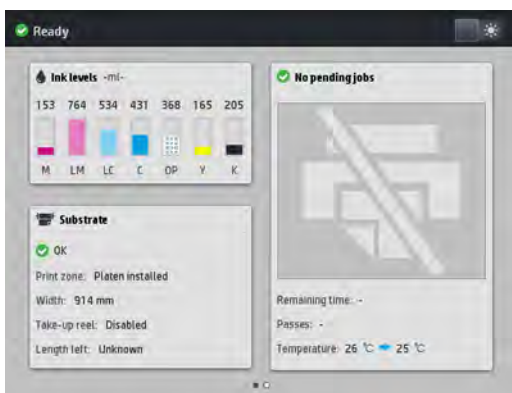 Ready
Ink levels -ml-
153 764 534 431 368 165 205
M LM LC C OP Y K
Substrate
OK
Print zone: Platen installed
Width: 914 mm
Take-up reel: Disabled
Length left: Unknown
No pending jobs
Remaining time: -
Passes: -
Temperature: 26 °C 25 °C